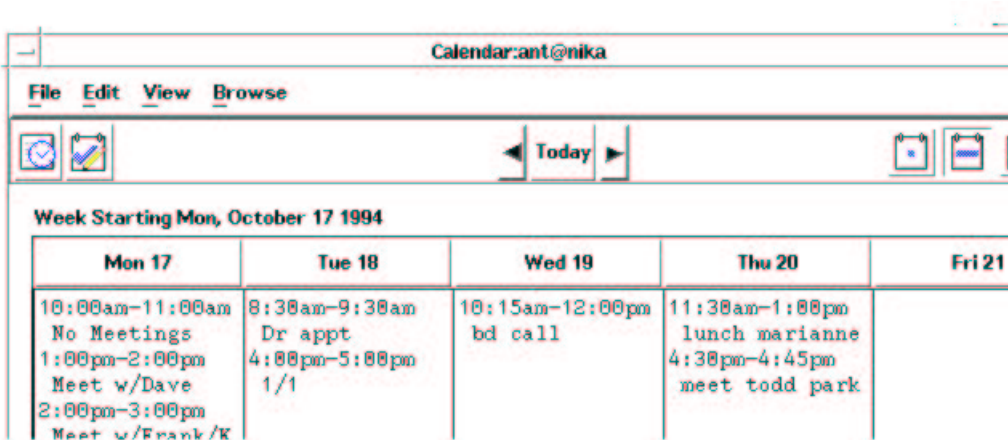 Calendar:ant@nika
File Edit View Browse
Today
Week Starting Mon, October 17 1994
Mon 17 Tue 18 Wed 19 Thu 20 Fri 21
10:00am-11:00am 8:30am-9:30am 10:15am-12:00pm 11:30am-1:00pm
No Meetings Dr appt bd call lunch marianne
1:00pm-2:00pm 4:00pm-5:00pm 4:30pm-4:45pm
Meet w/Dave 1/1 meet todd park
2:00pm-3:00pm
Meet w/Frank/K